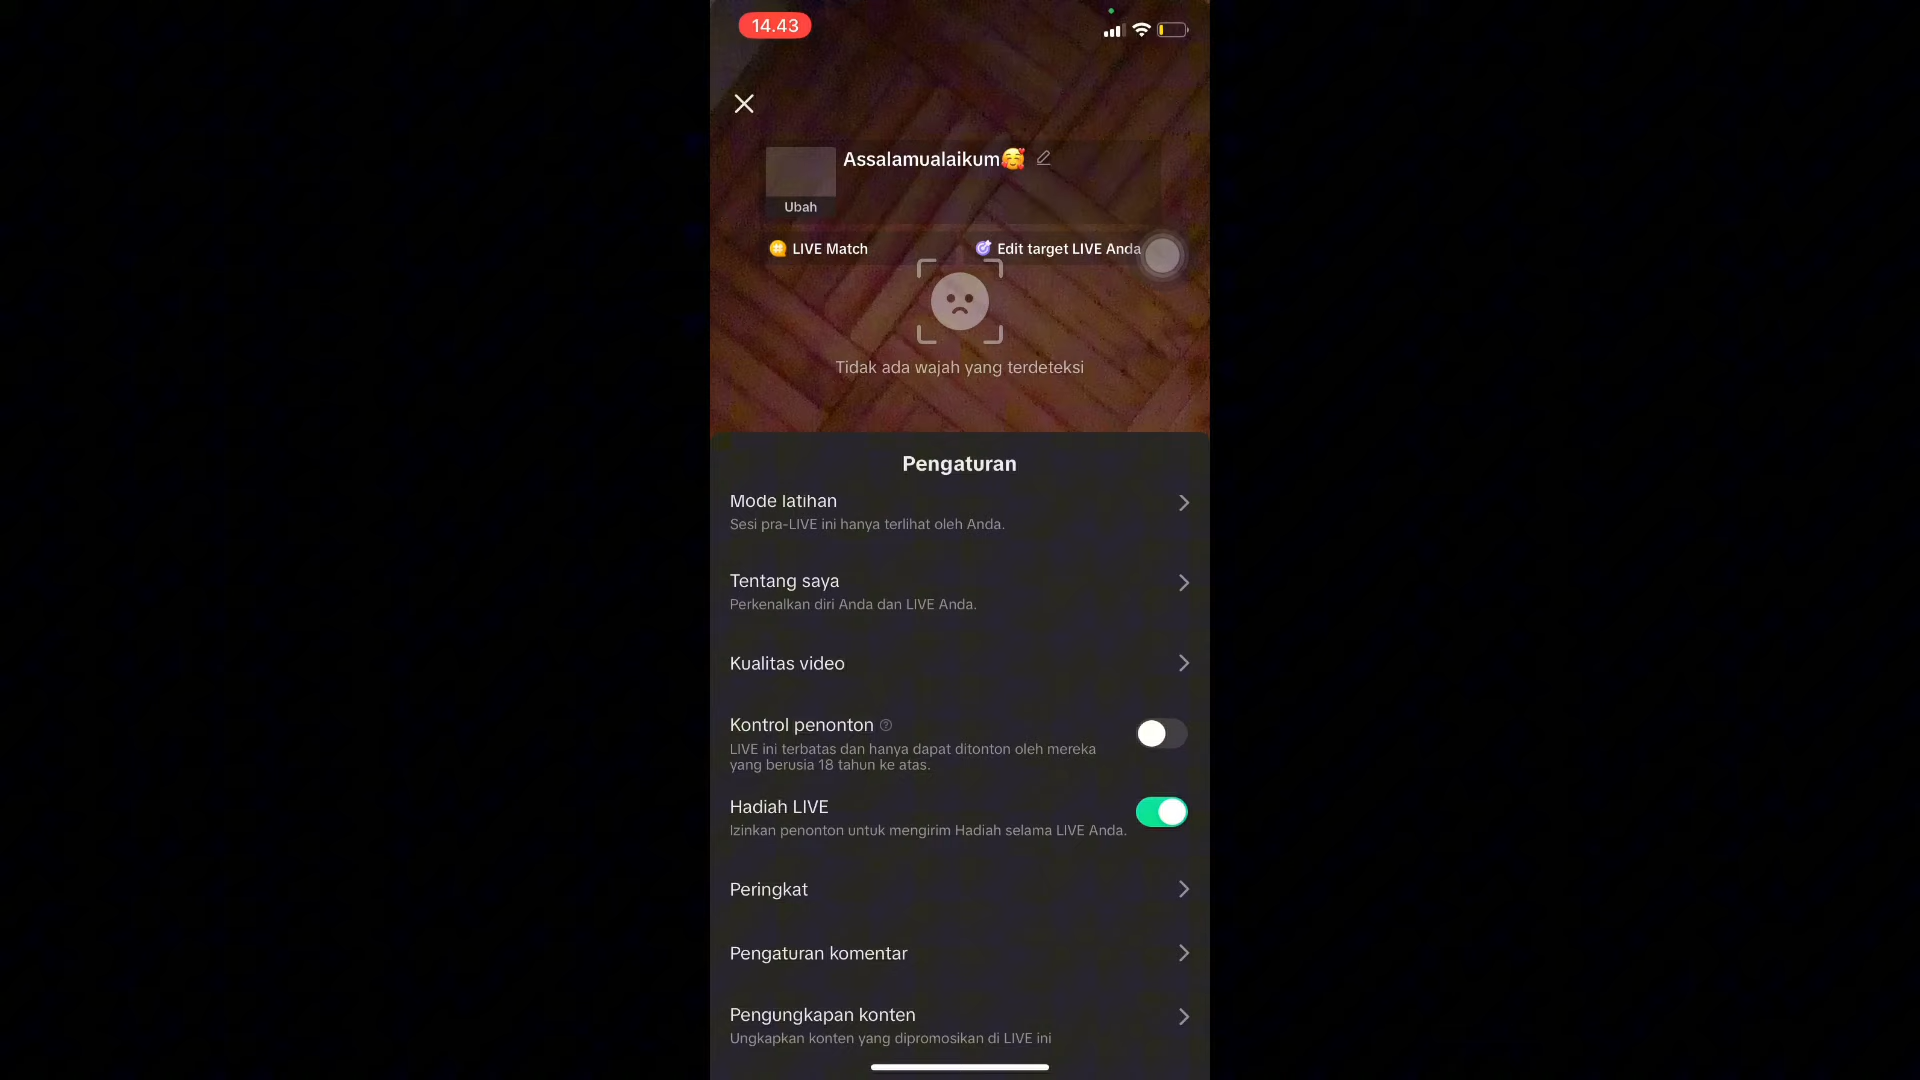 14.43
Assalamualaikum🥰
Ubah
LIVE Match
Edit target LIVE Anda
Tidak ada wajah yang terdeteksi
Pengaturan
Mode latihan
Sesi pra-LIVE ini hanya terlihat oleh Anda.
Tentang saya
Perkenalkan diri Anda dan LIVE Anda.
Kualitas video
Kontrol penonton
LIVE ini terbatas dan hanya dapat ditonton oleh mereka
yang berusia 18 tahun ke atas.
Hadiah LIVE
Izinkan penonton untuk mengirim Hadiah selama LIVE Anda.
Peringkat
Pengaturan komentar
Pengungkapan konten
Ungkapkan konten yang dipromosikan di LIVE ini